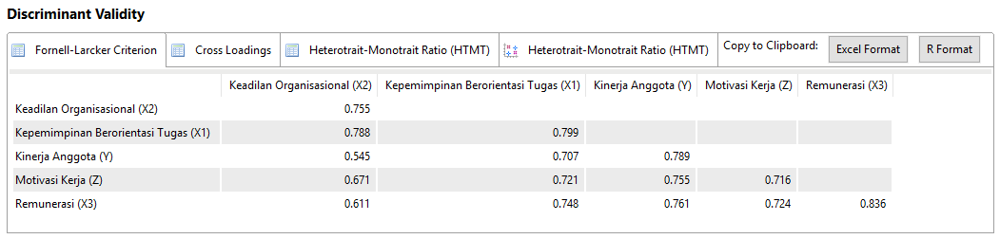 Discriminant Validity
Fornell-Larcker Criterion Cross Loadings Heterotrait-Monotrait Ratio (HTMT) Heterotrait-Monotrait Ratio (HTMT) Copy to Clipboard: Excel Format R Format
Keadilan Organisasional (X2) Kepemimpinan Berorientasi Tugas (X1) Kinerja Anggota (Y) Motivasi Kerja (Z) Remunerasi (X3)
Keadilan Organisasional (X2) 0.755
Kepemimpinan Berorientasi Tugas (X1) 0.788 0.799
Kinerja Anggota (Y) 0.545 0.707 0.789
Motivasi Kerja (Z) 0.671 0.721 0.755 0.716
Remunerasi (X3) 0.611 0.748 0.761 0.724 0.836